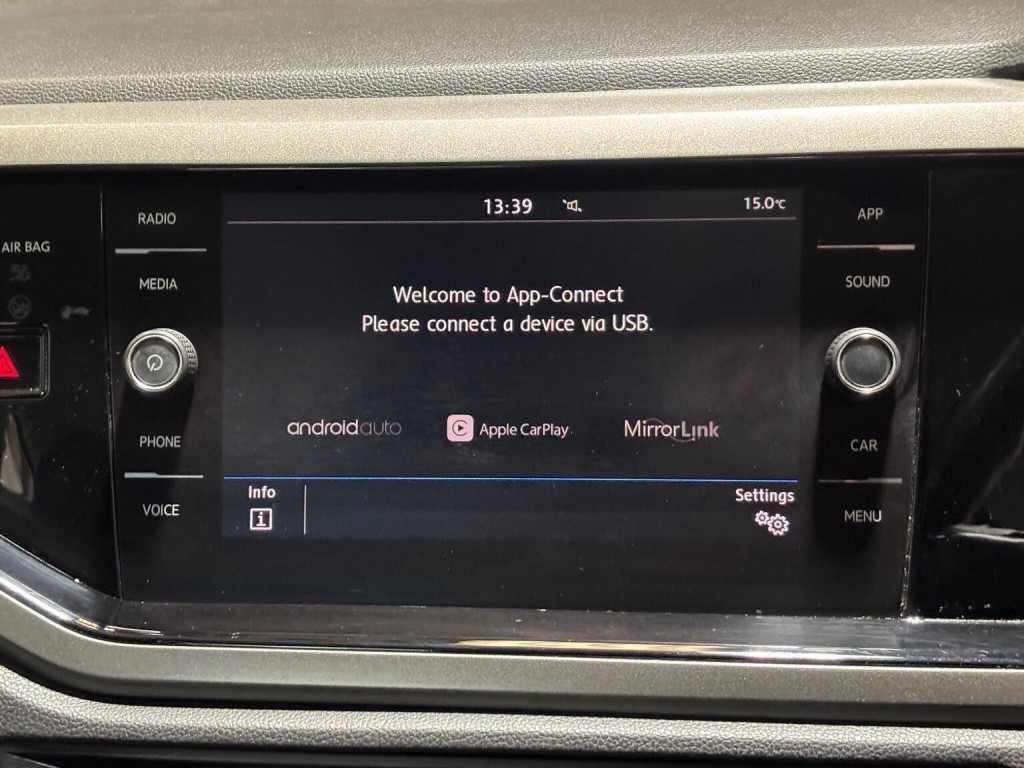 13:39
15.0°C
RADIO
APP
AIR BAG
MEDIA
SOUND
Welcome to App-Connect
Please connect a device via USB.
androidauto
Apple CarPlay
MirrorLink
PHONE
CAR
Info
Settings
VOICE
MENU